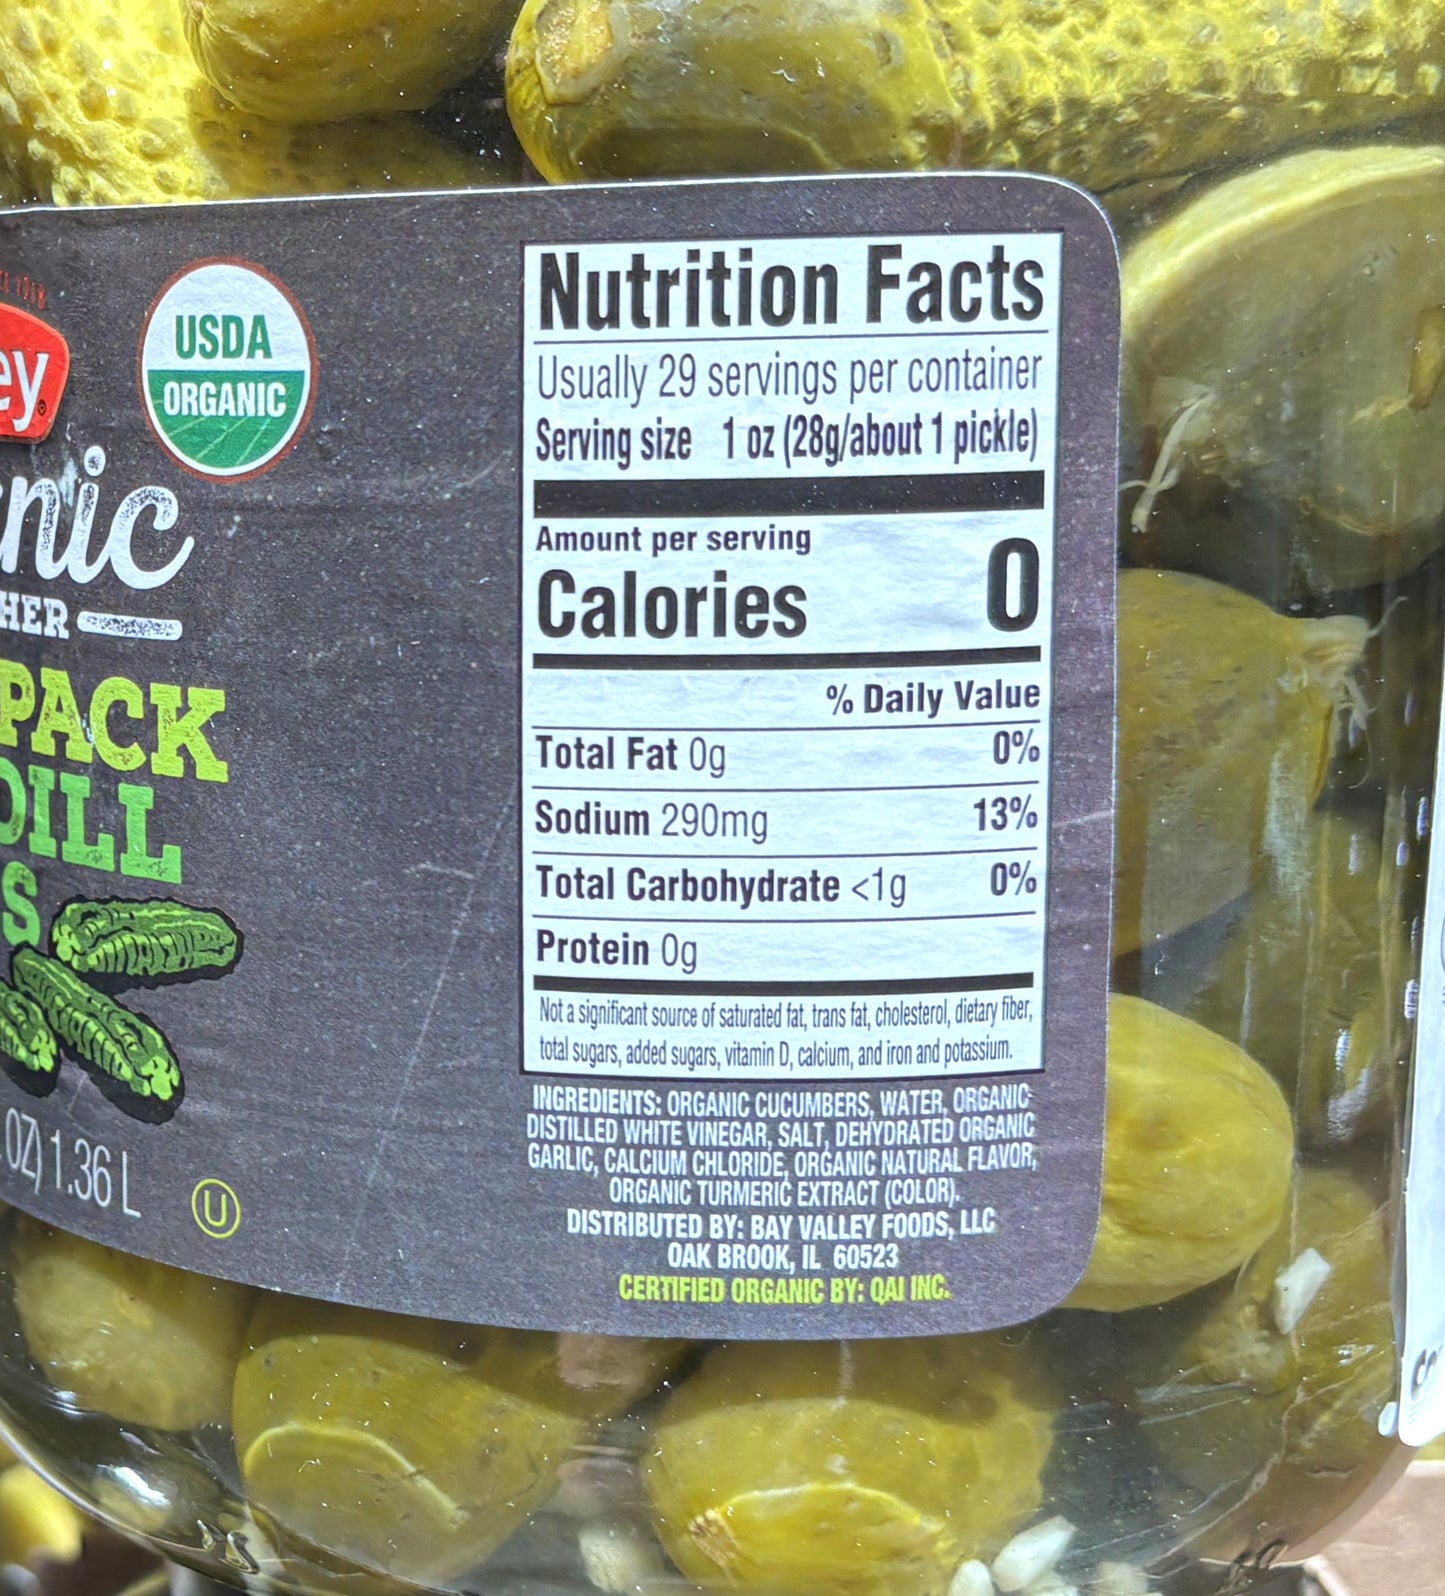 ey
USDA
ORGANIC
nic
HER
PACK
DILL
S
OZ) 1.36 L
U
Nutrition Facts
Usually 29 servings per container
Serving size 1 oz (28g/about 1 pickle)
Amount per serving
Calories 0
% Daily Value
Total Fat 0g 0%
Sodium 290mg 13%
Total Carbohydrate <1g 0%
Protein 0g
Not a significant source of saturated fat, trans fat, cholesterol, dietary fiber,
total sugars, added sugars, vitamin D, calcium, and iron and potassium.
INGREDIENTS: ORGANIC CUCUMBERS, WATER, ORGANIC
DISTILLED WHITE VINEGAR, SALT, DEHYDRATED ORGANIC
GARLIC, CALCIUM CHLORIDE, ORGANIC NATURAL FLAVOR,
ORGANIC TURMERIC EXTRACT (COLOR).
DISTRIBUTED BY: BAY VALLEY FOODS, LLC
OAK BROOK, IL 60523
CERTIFIED ORGANIC BY: QAI INC.